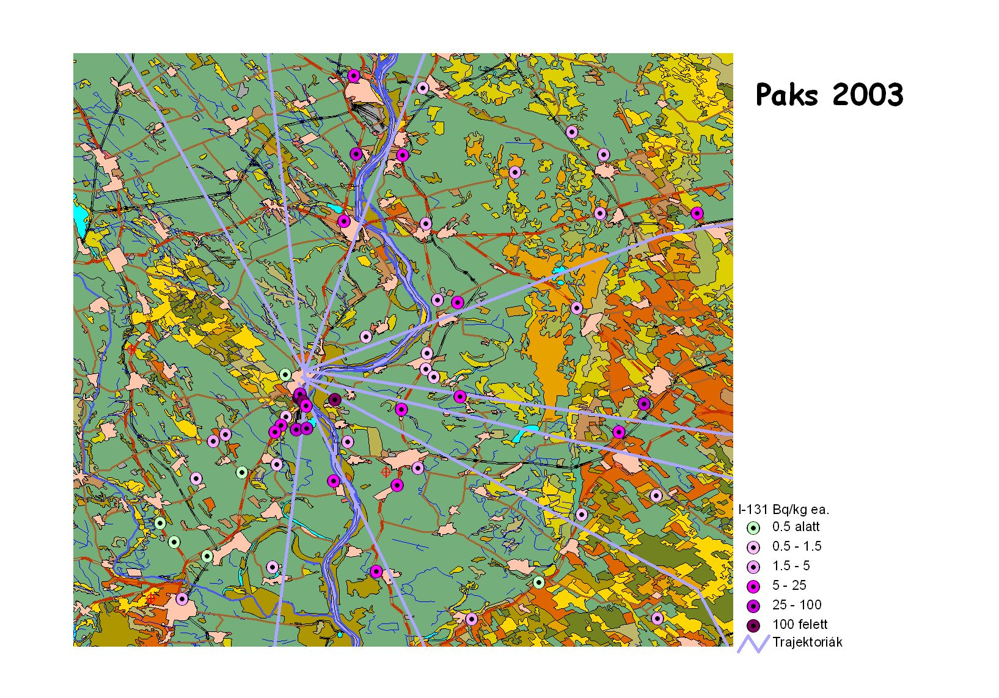 Paks 2003
I-131 Bq/kg ea.
0.5 alatt
0.5 - 1.5
1.5 - 5
5 - 25
25 - 100
100 felett
Trajektoriák